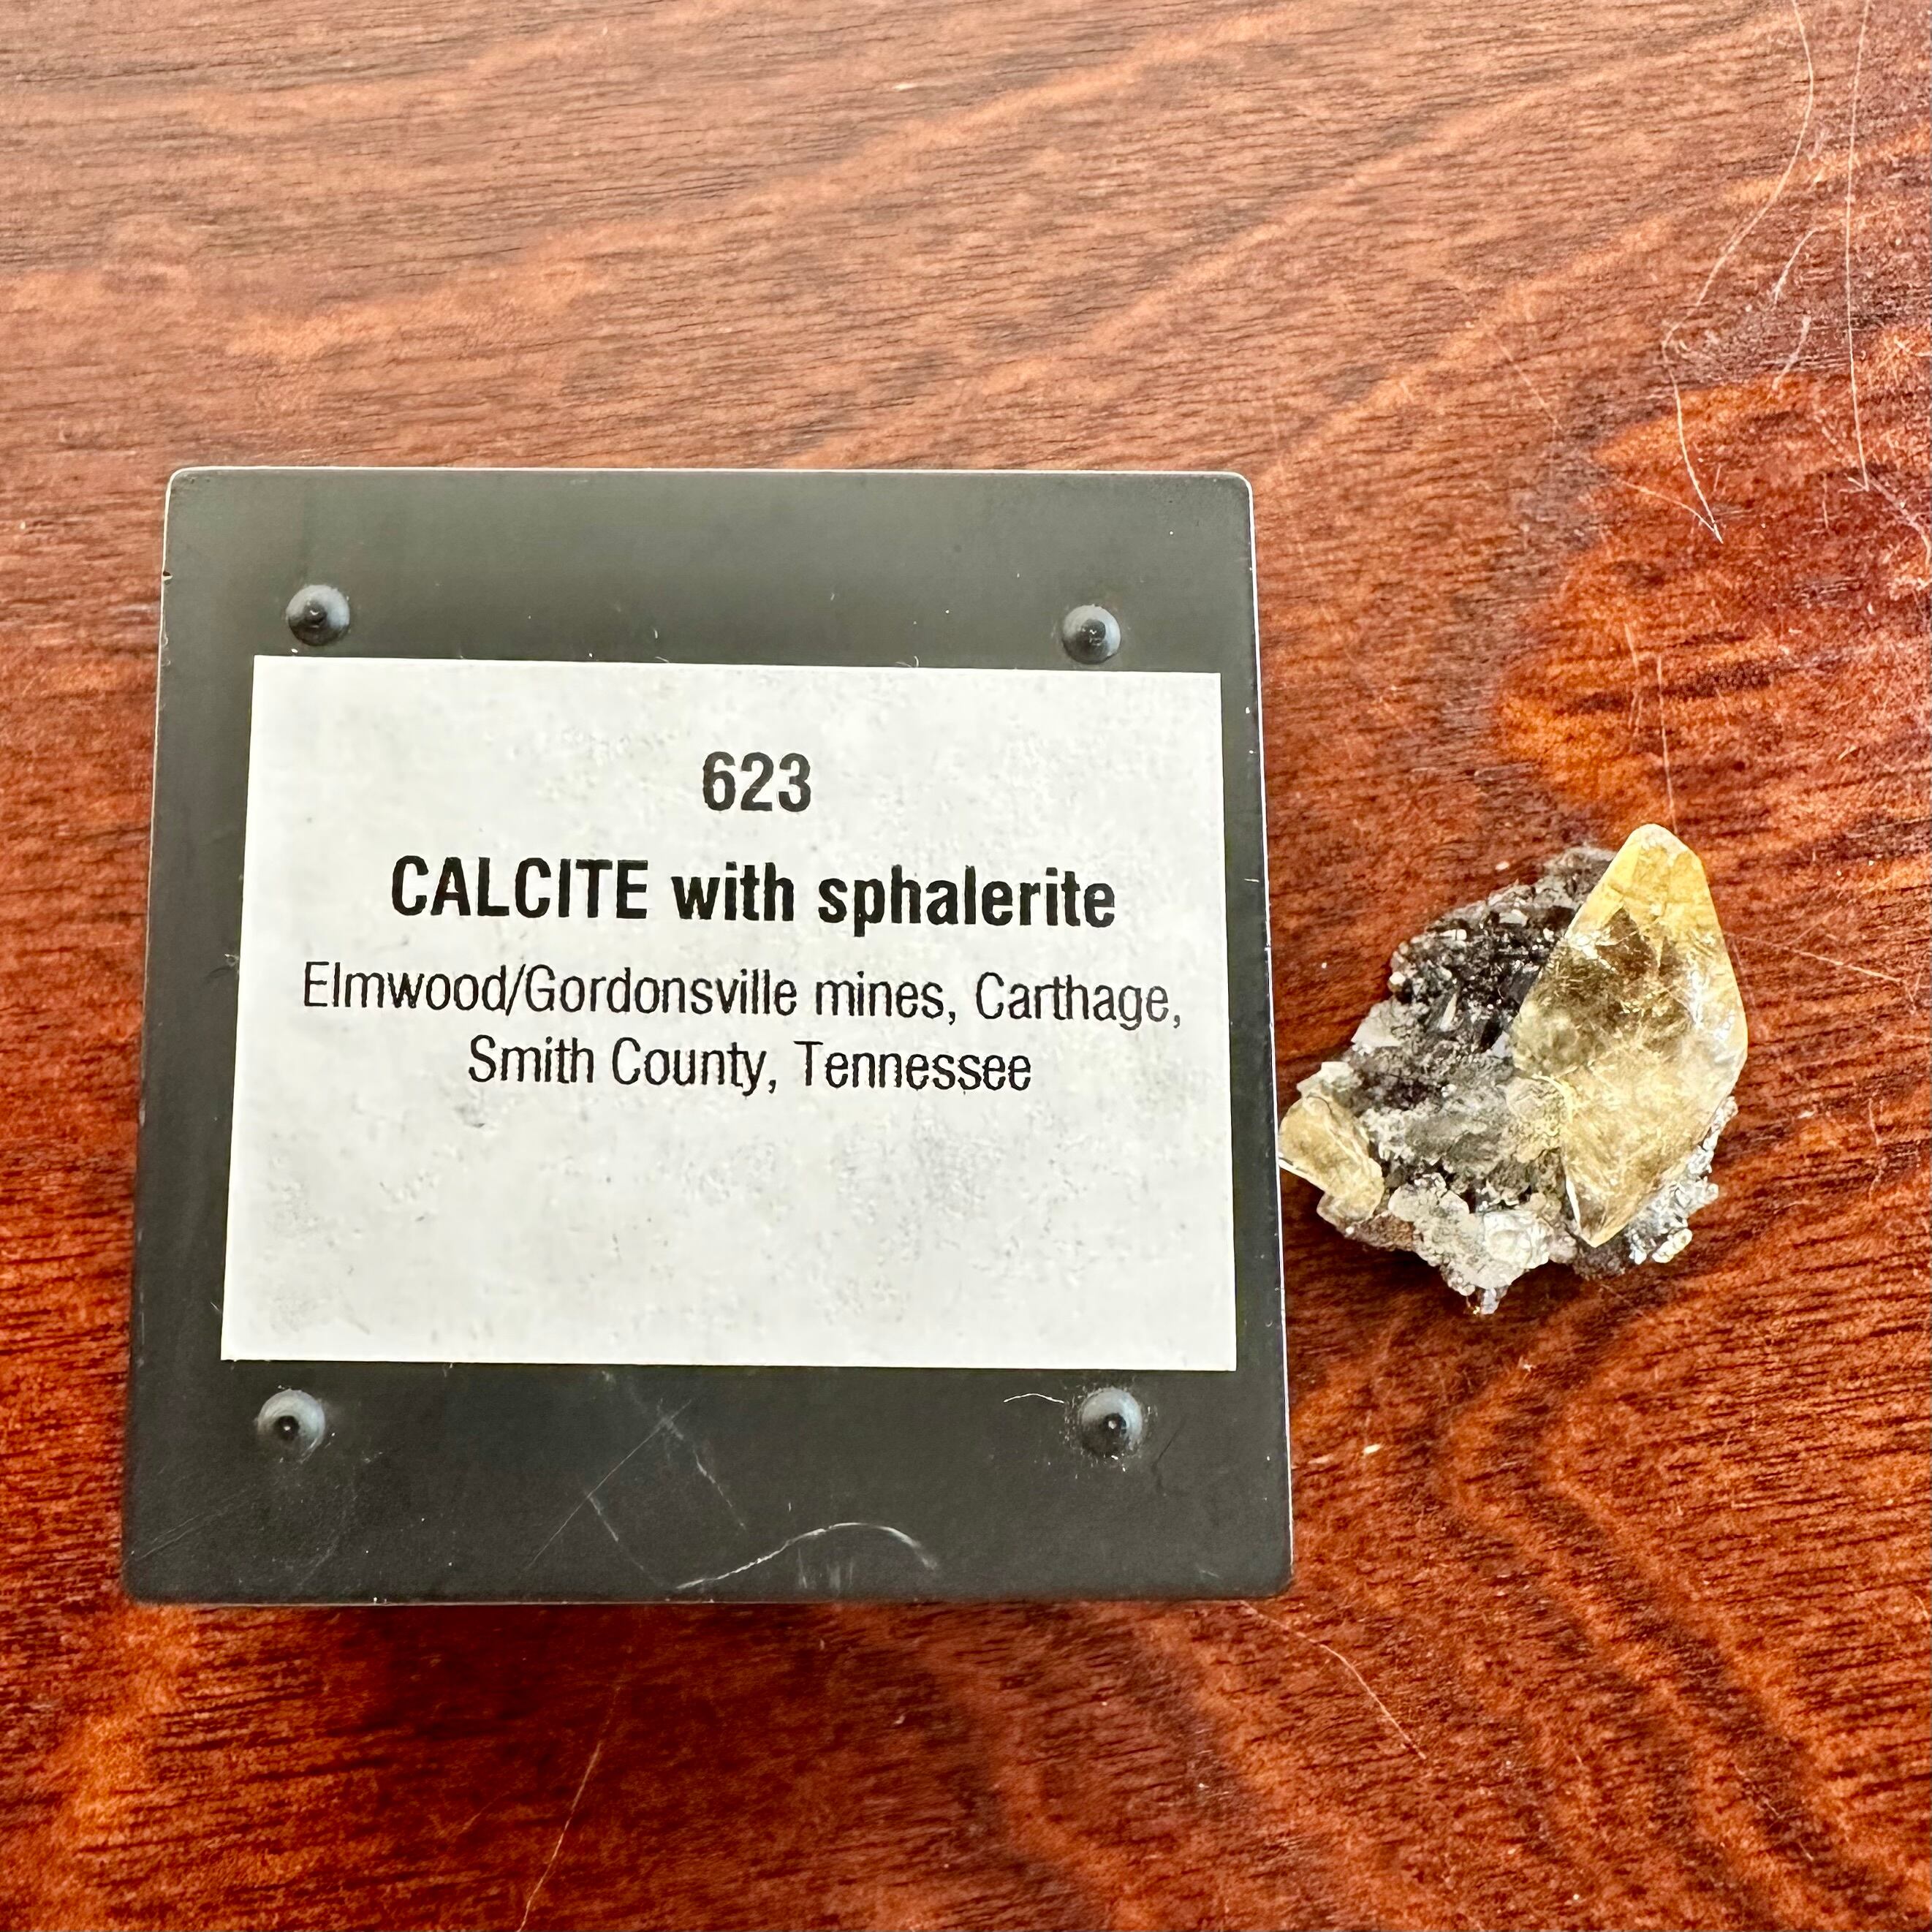 623
CALCITE with sphalerite
Elmwood/Gordonsville mines, Carthage,
Smith County, Tennessee